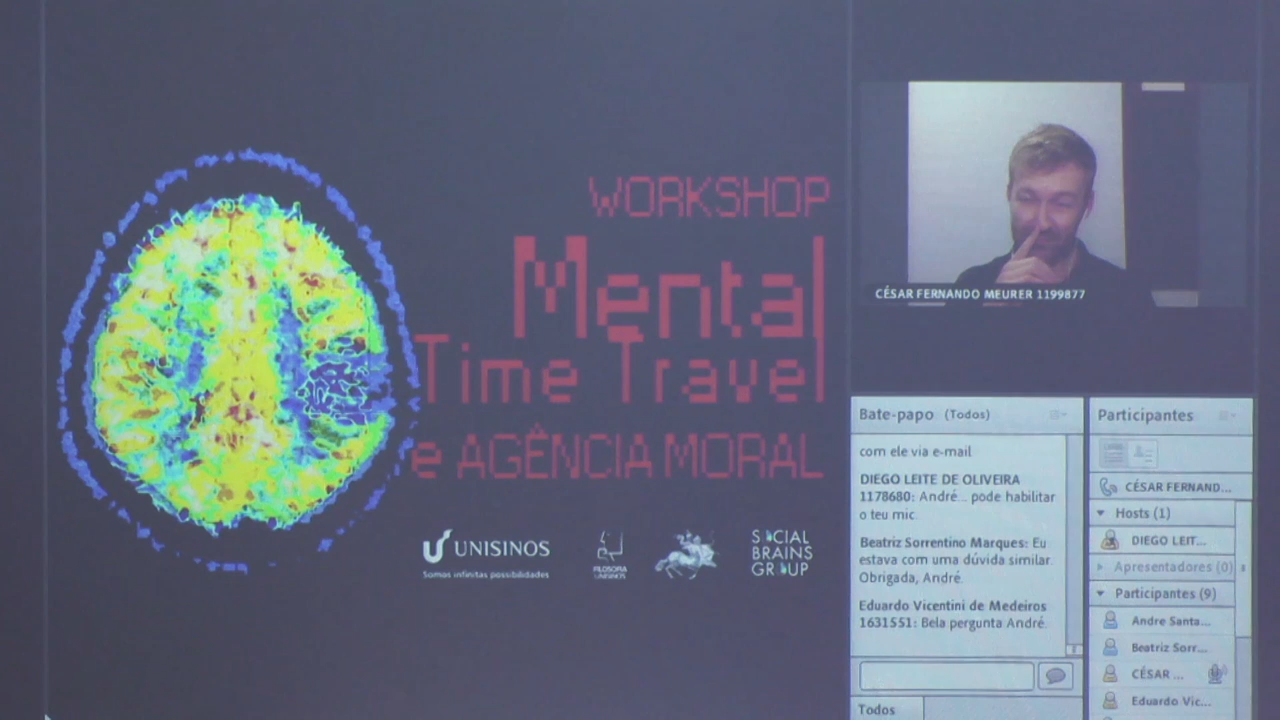 WORKSHOP
Mental
Time Travel
e AGÊNCIA MORAL
UNISINOS
Somos infinitas possibilidades
FILOSOFIA
UNISINOS
SOCIAL
BRAINS
GROUP
CÉSAR FERNANDO MEURER 1199877
Bate-papo (Todos)
com ele via e-mail
DIEGO LEITE DE OLIVEIRA
1178680: André... pode habilitar
o teu mic
Beatriz Sorrentino Marques: Eu
estava com uma dúvida similar.
Obrigada, André.
Eduardo Vicentini de Medeiros
1631551: Bela pergunta André.
Todos
Participantes
CÉSAR FERNAND...
Hosts (1)
DIEGO LEIT...
Apresentadores (0)
Participantes (9)
Andre Santa...
Beatriz Sorr...
CÉSAR ...
Eduardo Vic...